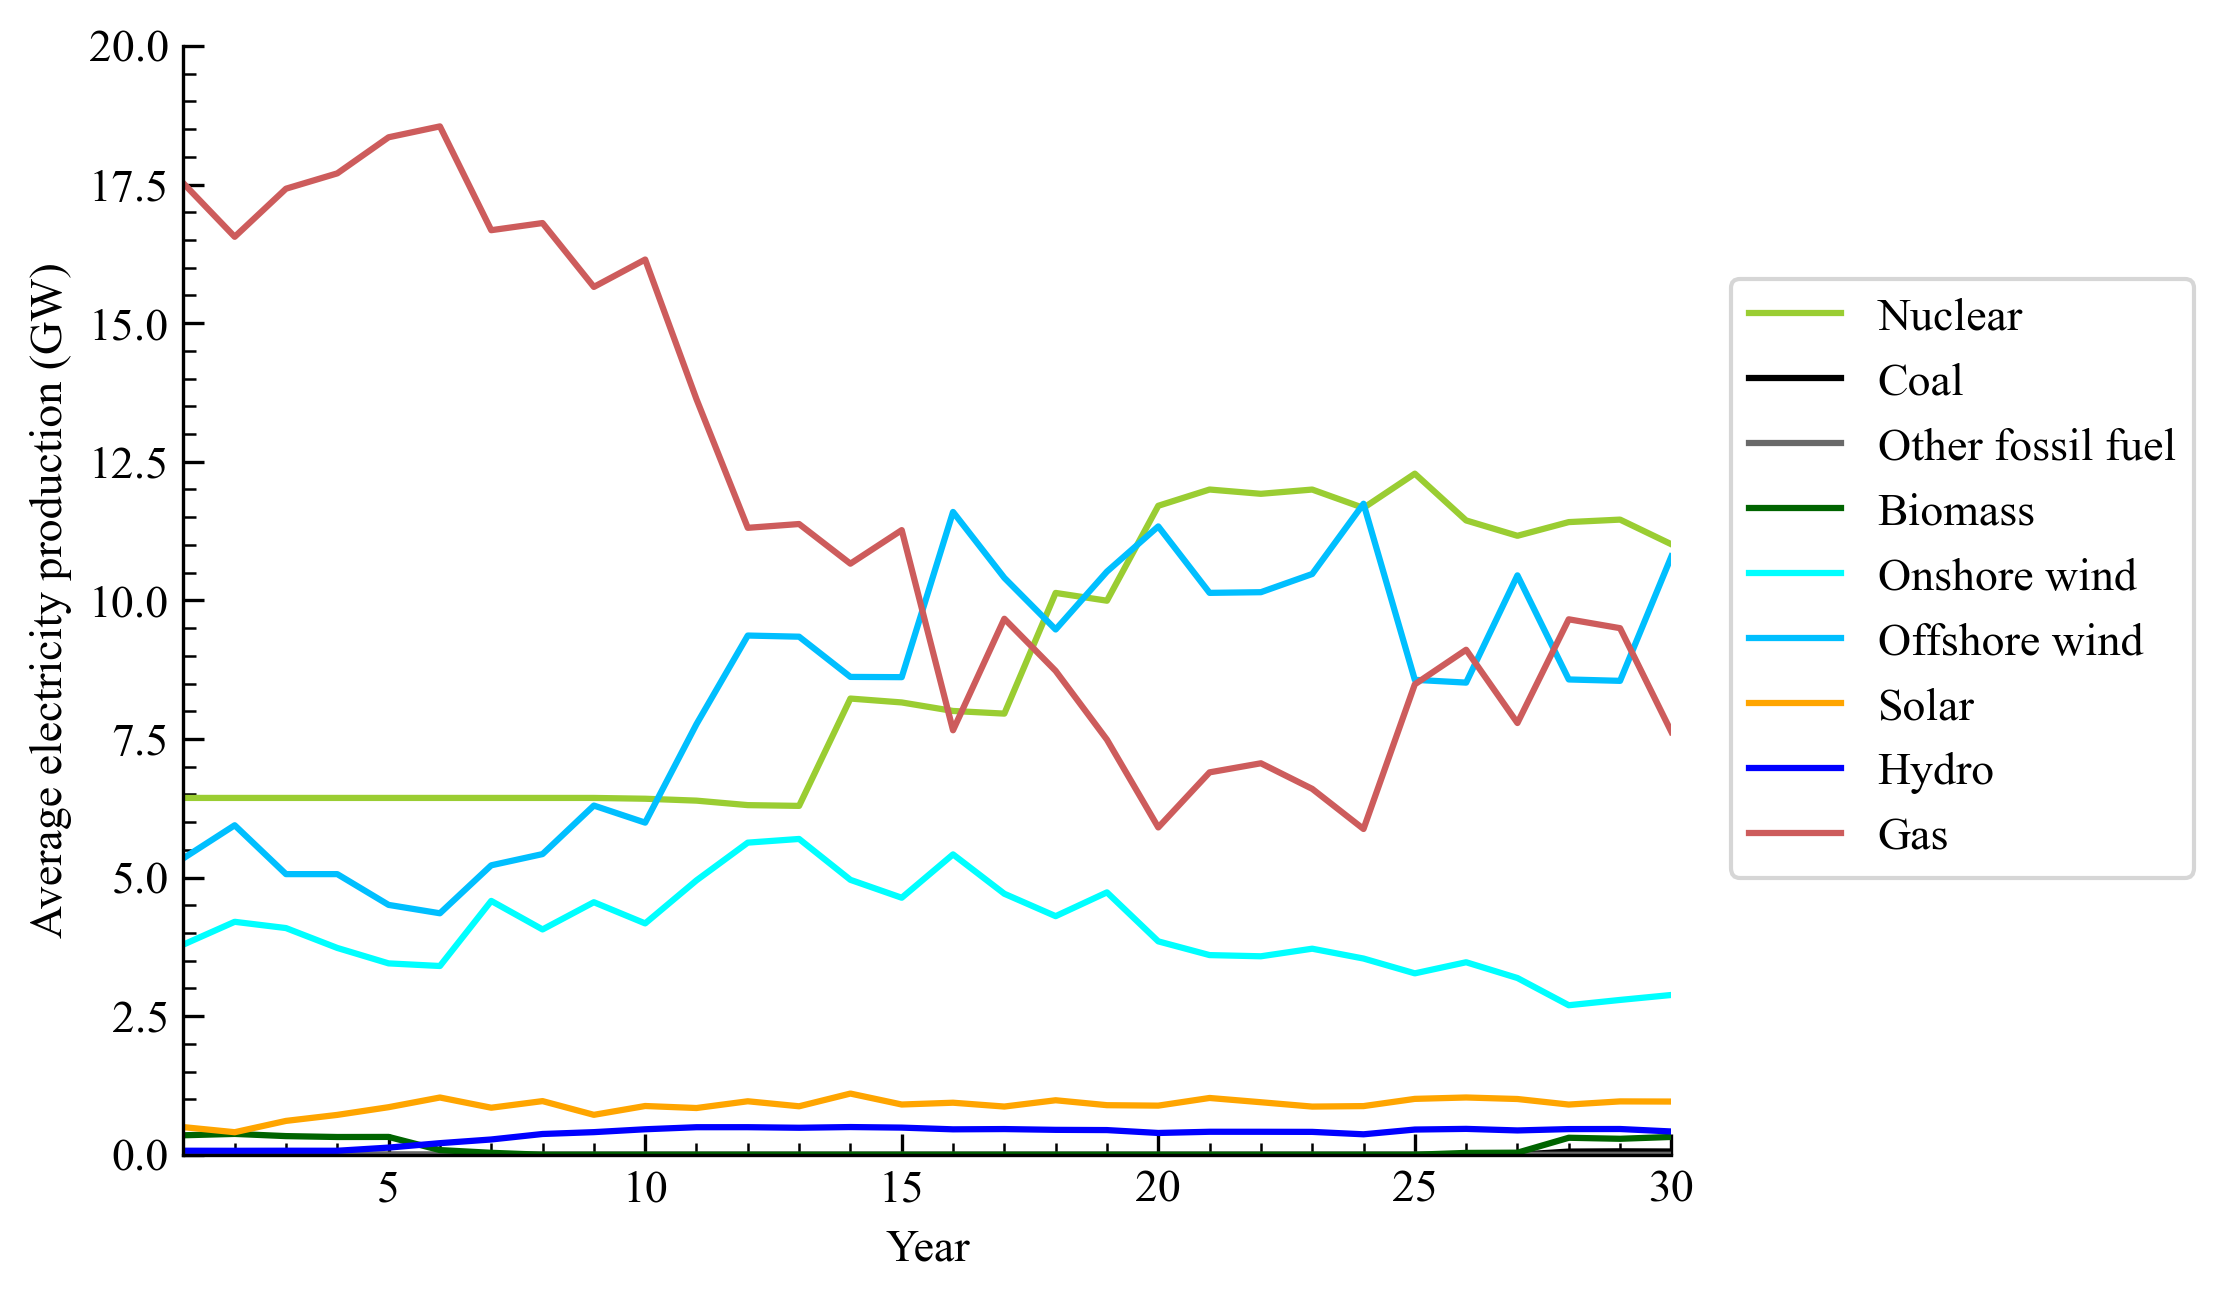 20.0
17.5
15.0
12.5
10.0
7.5
5.0
2.5
0.0
Average electricity production (GW)
5 10 15 20 25 30
Year
Nuclear
Coal
Other fossil fuel
Biomass
Onshore wind
Offshore wind
Solar
Hydro
Gas